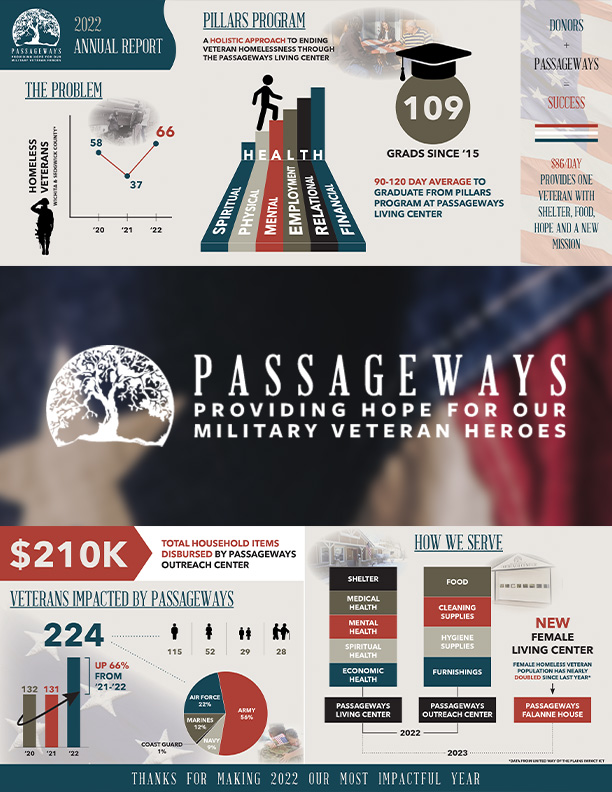 PASSAGEWAYS
PROVIDING HOPE FOR OUR
MILITARY VETERAN HEROES
2022
ANNUAL REPORT
THE PROBLEM
HOMELESS
VETERANS
WICHITA & SEDGWICK COUNTY*
58
37
66
'20
'21
'22
PILLARS PROGRAM
A HOLISTIC APPROACH TO ENDING
VETERAN HOMELESSNESS THROUGH
THE PASSAGEWAYS LIVING CENTER
HEALTH
SPIRITUAL
PHYSICAL
MENTAL
EMPLOYMENT
RELATIONAL
FINANCIAL
109
GRADS SINCE '15
90-120 DAY AVERAGE TO
GRADUATE FROM PILLARS
PROGRAM AT PASSAGEWAYS
LIVING CENTER
DONORS
+
PASSAGEWAYS
=
SUCCESS
$86/DAY
PROVIDES ONE
VETERAN WITH
SHELTER, FOOD,
HOPE AND A NEW
MISSION
PASSAGEWAYS
PROVIDING HOPE FOR OUR
MILITARY VETERAN HEROES
$210K
TOTAL HOUSEHOLD ITEMS
DISBURSED BY PASSAGEWAYS
OUTREACH CENTER
VETERANS IMPACTED BY PASSAGEWAYS
224
115
52
29
28
UP 66%
FROM
'21-'22
132
131
'20
'21
'22
AIR FORCE
22%
ARMY
56%
MARINES
12%
NAVY
9%
COAST GUARD
1%
HOW WE SERVE
SHELTER
MEDICAL
HEALTH
MENTAL
HEALTH
SPIRITUAL
HEALTH
ECONOMIC
HEALTH
PASSAGEWAYS
LIVING CENTER
FOOD
CLEANING
SUPPLIES
HYGIENE
SUPPLIES
FURNISHINGS
PASSAGEWAYS
OUTREACH CENTER
NEW
FEMALE
LIVING CENTER
FEMALE HOMELESS VETERAN
POPULATION HAS NEARLY
DOUBLED SINCE LAST YEAR*
PASSAGEWAYS
FALANNE HOUSE
2022
2023
*DATA FROM UNITED WAY OF THE PLAINS IMPACT ICT
THANKS FOR MAKING 2022 OUR MOST IMPACTFUL YEAR